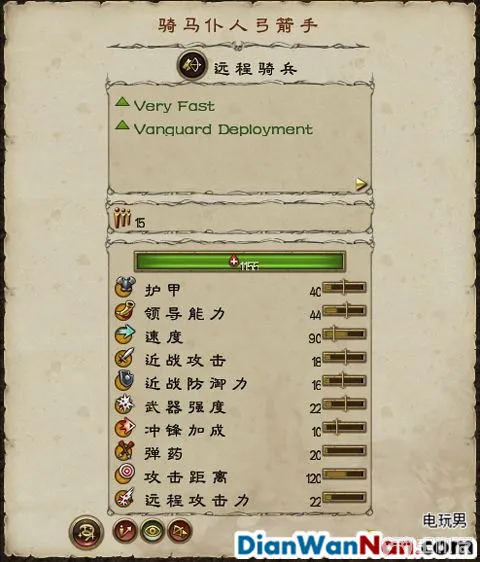 骑马仆人弓箭手
远程骑兵
Very Fast
Vanguard Deployment
15
1155
护甲 40
领导能力 44
速度 90
近战攻击 18
近战防御力 16
武器强度 22
冲锋加成 10
弹药 20
攻击距离 120
远程攻击力 22
电玩男
DianWanNan.com